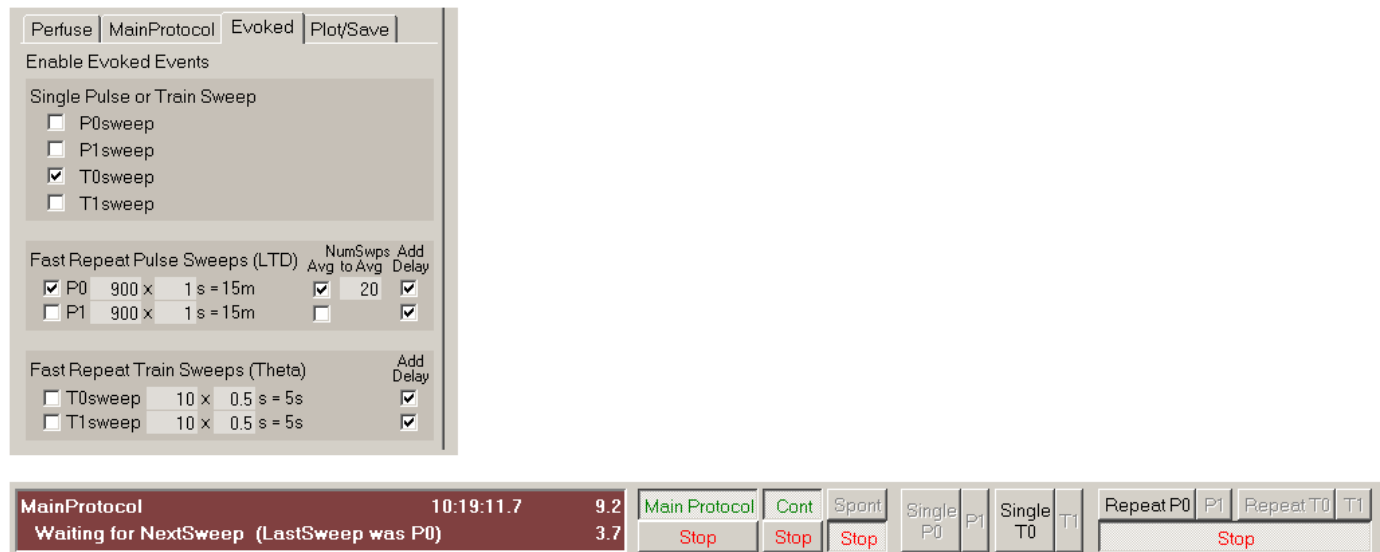 Perfuse MainProtocol Evoked Plot/Save
Enable Evoked Events
Single Pulse or Train Sweep
P0sweep
P1sweep
T0sweep
T1sweep
NumSwps Add
Fast Repeat Pulse Sweeps (LTD) Avg to Avg Delay
P0 900 x 1 s = 15m 20
P1 900 x 1 s = 15m
Add
Fast Repeat Train Sweeps (Theta) Delay
T0sweep 10 x 0.5 s = 5s
T1sweep 10 x 0.5 s = 5s
MainProtocol 10:19:11.7 9.2 Main Protocol Cont Spont Single P0 P1 Single T0 T1 Repeat P0 P1 Repeat T0 T1
Waiting for NextSweep (LastSweep was P0) 3.7 Stop Stop Stop Stop